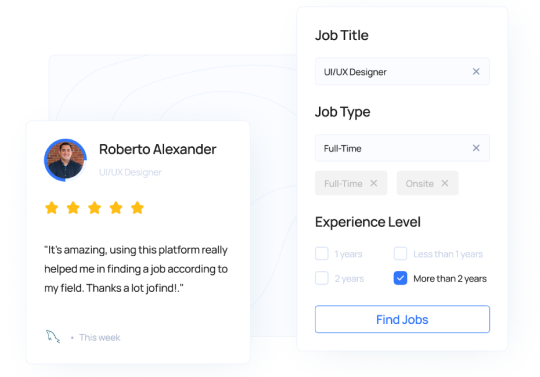 Job Title
UI/UX Designer
Job Type
Full-Time
Full-Time
Onsite
Experience Level
1 years
Less than 1 years
2 years
More than 2 years
Find Jobs
Roberto Alexander
UI/UX Designer
"It's amazing, using this platform really
helped me in finding a job according to
my field. Thanks a lot jofind!."
• This week